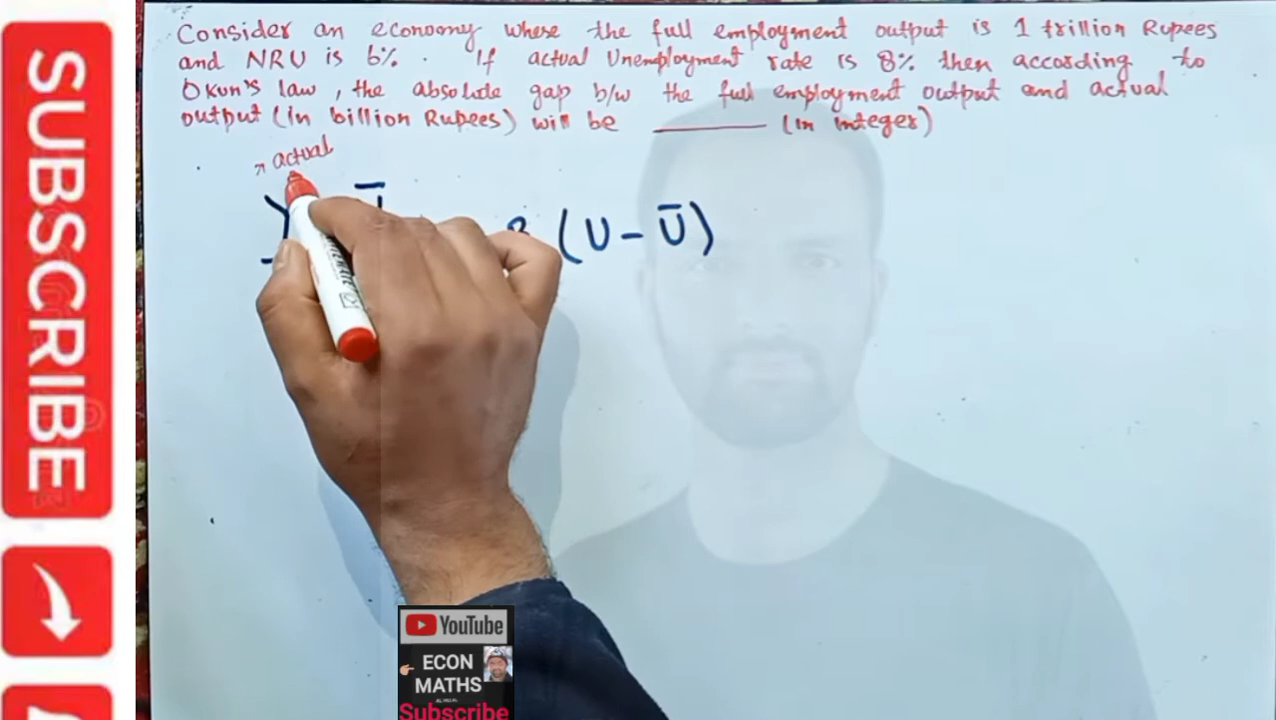 Consider an economy where the full employment output is 1 trillion Rupees
and NRU is 6%. If actual Unemployment rate is 8% then according to
Okun's law, the absolute gap b/w the full employment output and actual
output (in billion Rupees) will be ______ (in integer)
actual
(U - Ū)
SUBSCRIBE
YouTube
ECON
MATHS
Subscribe